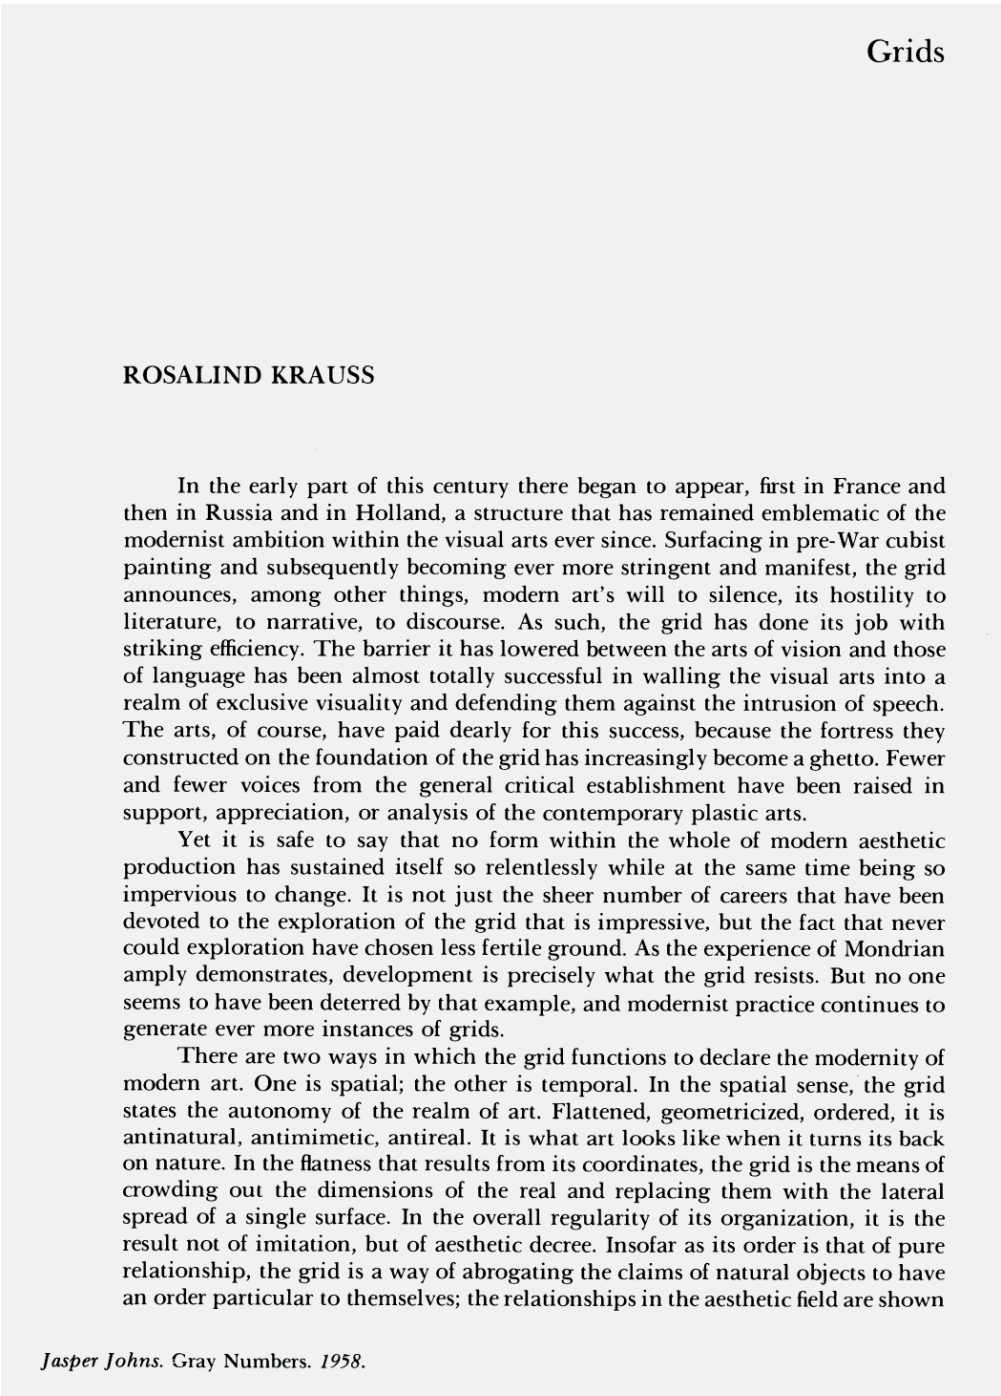 Grids
ROSALIND KRAUSS
In the early part of this century there began to appear, first in France and
then in Russia and in Holland, a structure that has remained emblematic of the
modernist ambition within the visual arts ever since. Surfacing in pre-War cubist
painting and subsequently becoming ever more stringent and manifest, the grid
announces, among other things, modern art's will to silence, its hostility to
literature, to narrative, to discourse. As such, the grid has done its job with
striking efficiency. The barrier it has lowered between the arts of vision and those
of language has been almost totally successful in walling the visual arts into a
realm of exclusive visuality and defending them against the intrusion of speech.
The arts, of course, have paid dearly for this success, because the fortress they
constructed on the foundation of the grid has increasingly become a ghetto. Fewer
and fewer voices from the general critical establishment have been raised in
support, appreciation, or analysis of the contemporary plastic arts.
Yet it is safe to say that no form within the whole of modern aesthetic
production has sustained itself so relentlessly while at the same time being so
impervious to change. It is not just the sheer number of careers that have been
devoted to the exploration of the grid that is impressive, but the fact that never
could exploration have chosen less fertile ground. As the experience of Mondrian
amply demonstrates, development is precisely what the grid resists. But no one
seems to have been deterred by that example, and modernist practice continues to
generate ever more instances of grids.
There are two ways in which the grid functions to declare the modernity of
modern art. One is spatial; the other is temporal. In the spatial sense, the grid
states the autonomy of the realm of art. Flattened, geometricized, ordered, it is
antinatural, antimimetic, antireal. It is what art looks like when it turns its back
on nature. In the flatness that results from its coordinates, the grid is the means of
crowding out the dimensions of the real and replacing them with the lateral
spread of a single surface. In the overall regularity of its organization, it is the
result not of imitation, but of aesthetic decree. Insofar as its order is that of pure
relationship, the grid is a way of abrogating the claims of natural objects to have
an order particular to themselves; the relationships in the aesthetic field are shown
Jasper Johns. Gray Numbers. 1958.